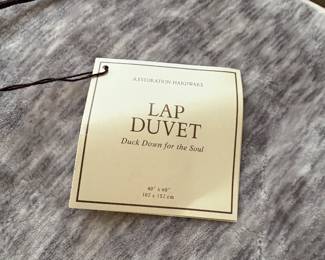 RESTORATION HARDWARE
LAP
DUVET
Duck Down for the Soul
40" x 60"
102 x 152 cm